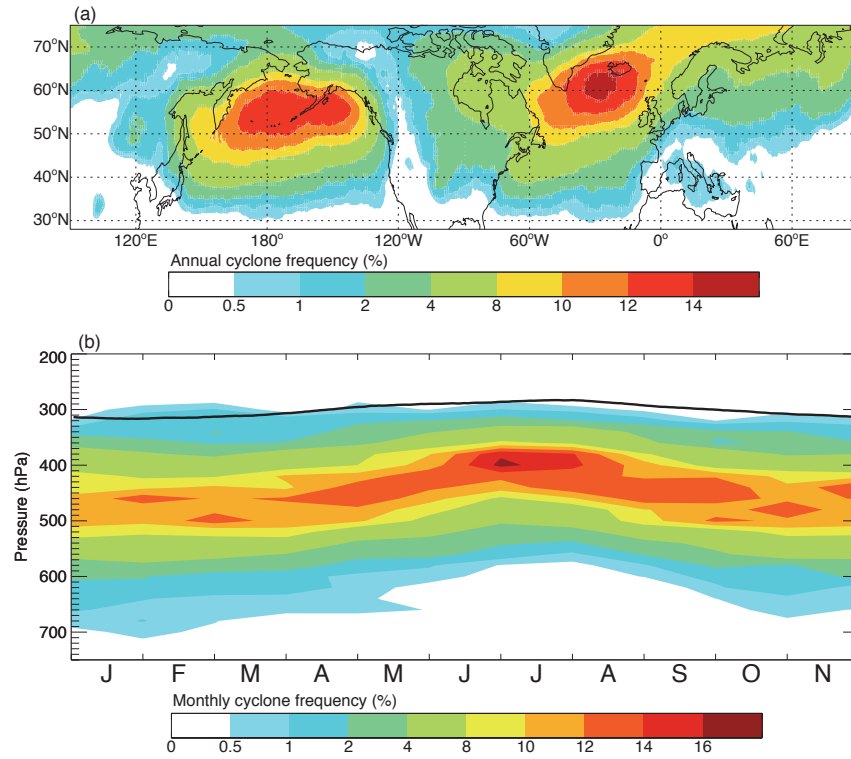 (a)
70°N
60°N
50°N
40°N
30°N
120°E 180° 120°W 60°W 0° 60°E
Annual cyclone frequency (%)
0 0.5 1 2 4 8 10 12 14
(b)
200
300
400
500
600
700
Pressure (hPa)
J F M A M J J A S O N
Monthly cyclone frequency (%)
0 0.5 1 2 4 8 10 12 14 16